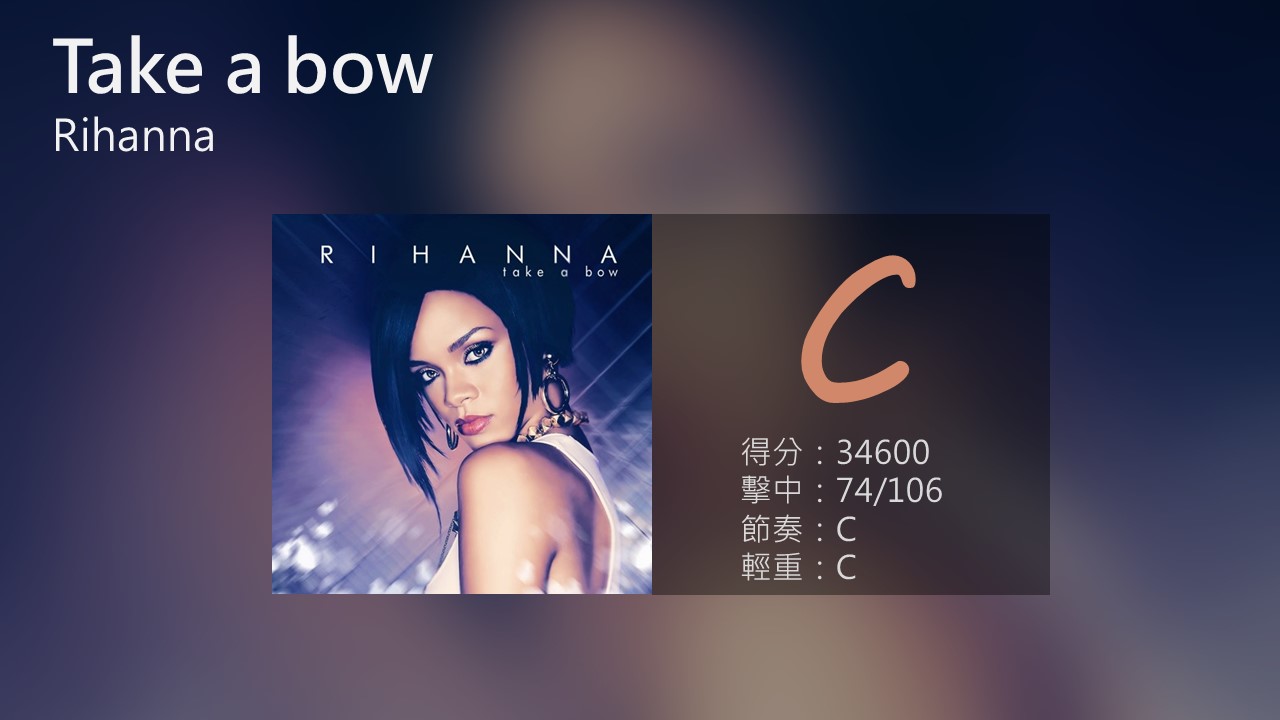 Take a bow
Rihanna
RIHANNA
take a bow
C
得分：34600
擊中：74/106
節奏：C
輕重：C